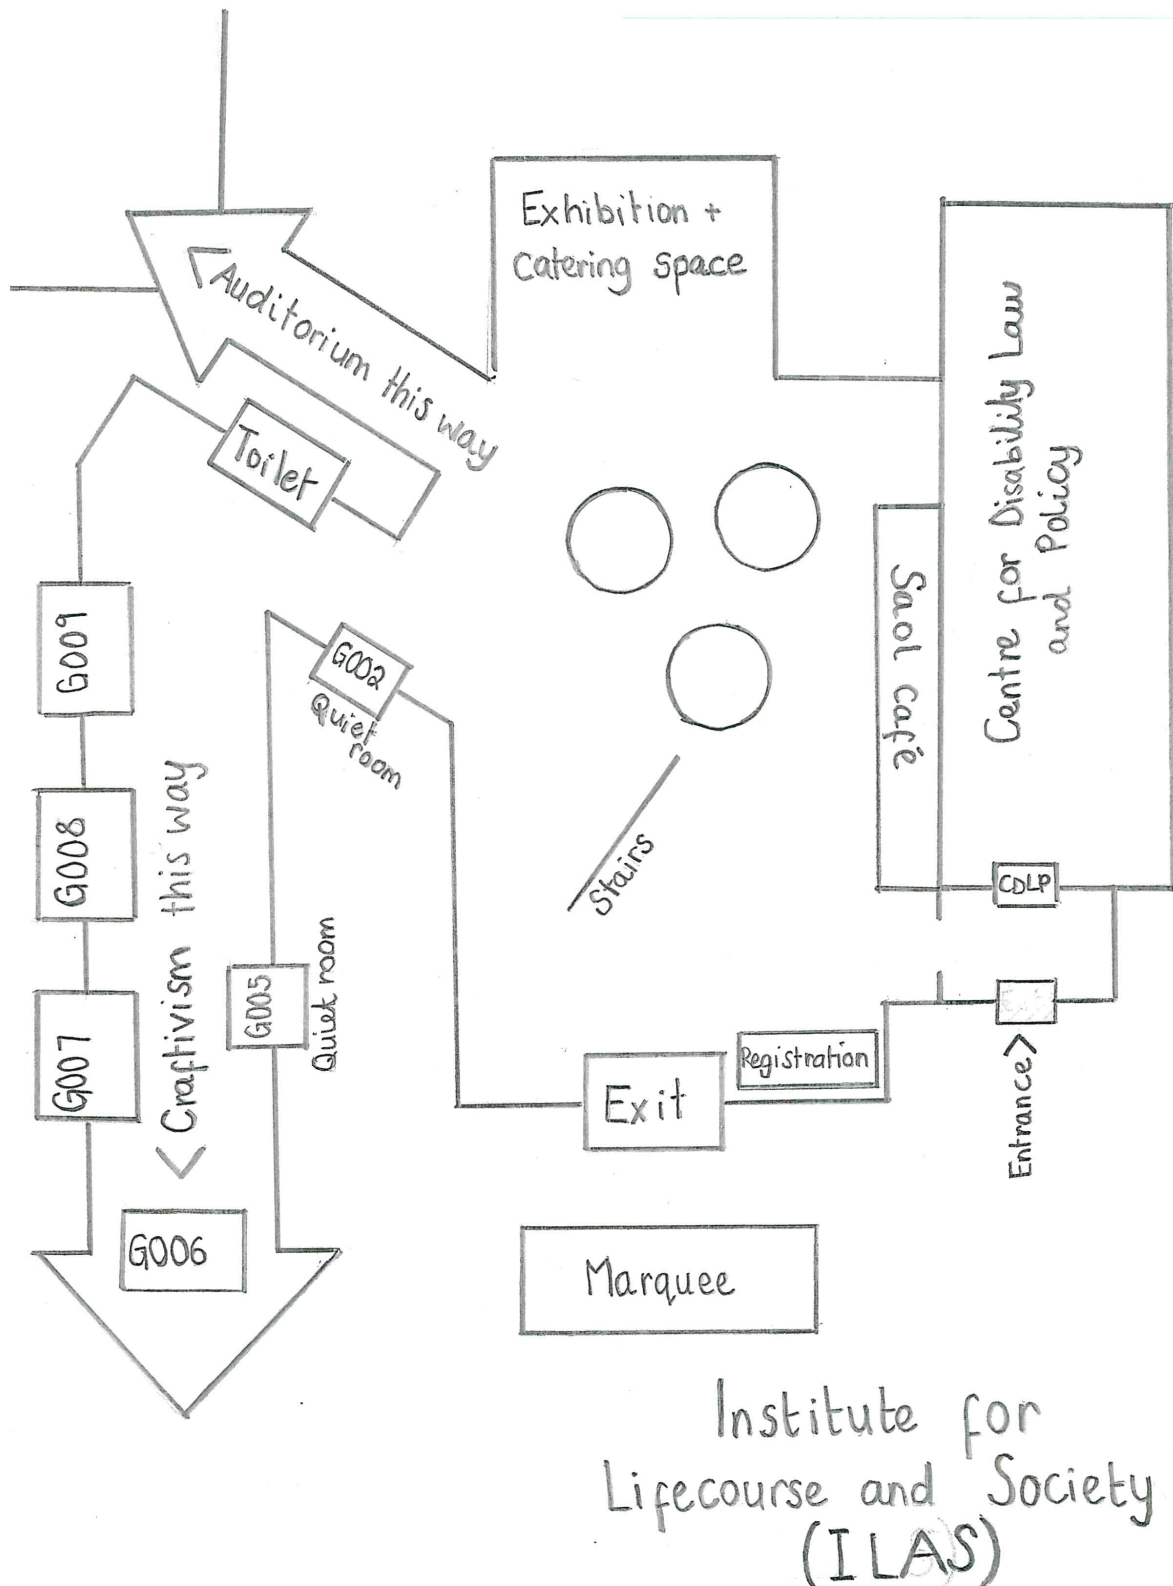 Exhibition +
catering space
< Auditorium this way
Toilet
Centre for Disability Law
and Policy
Saol café
G009
G002
Quiet
room
G008
< Craftivism this way
Stairs
CDLP
G005
Quiet room
G007
Registration
Exit
Entrance >
<
G006
Marquee
Institute for
Lifecourse and Society
(ILAS)